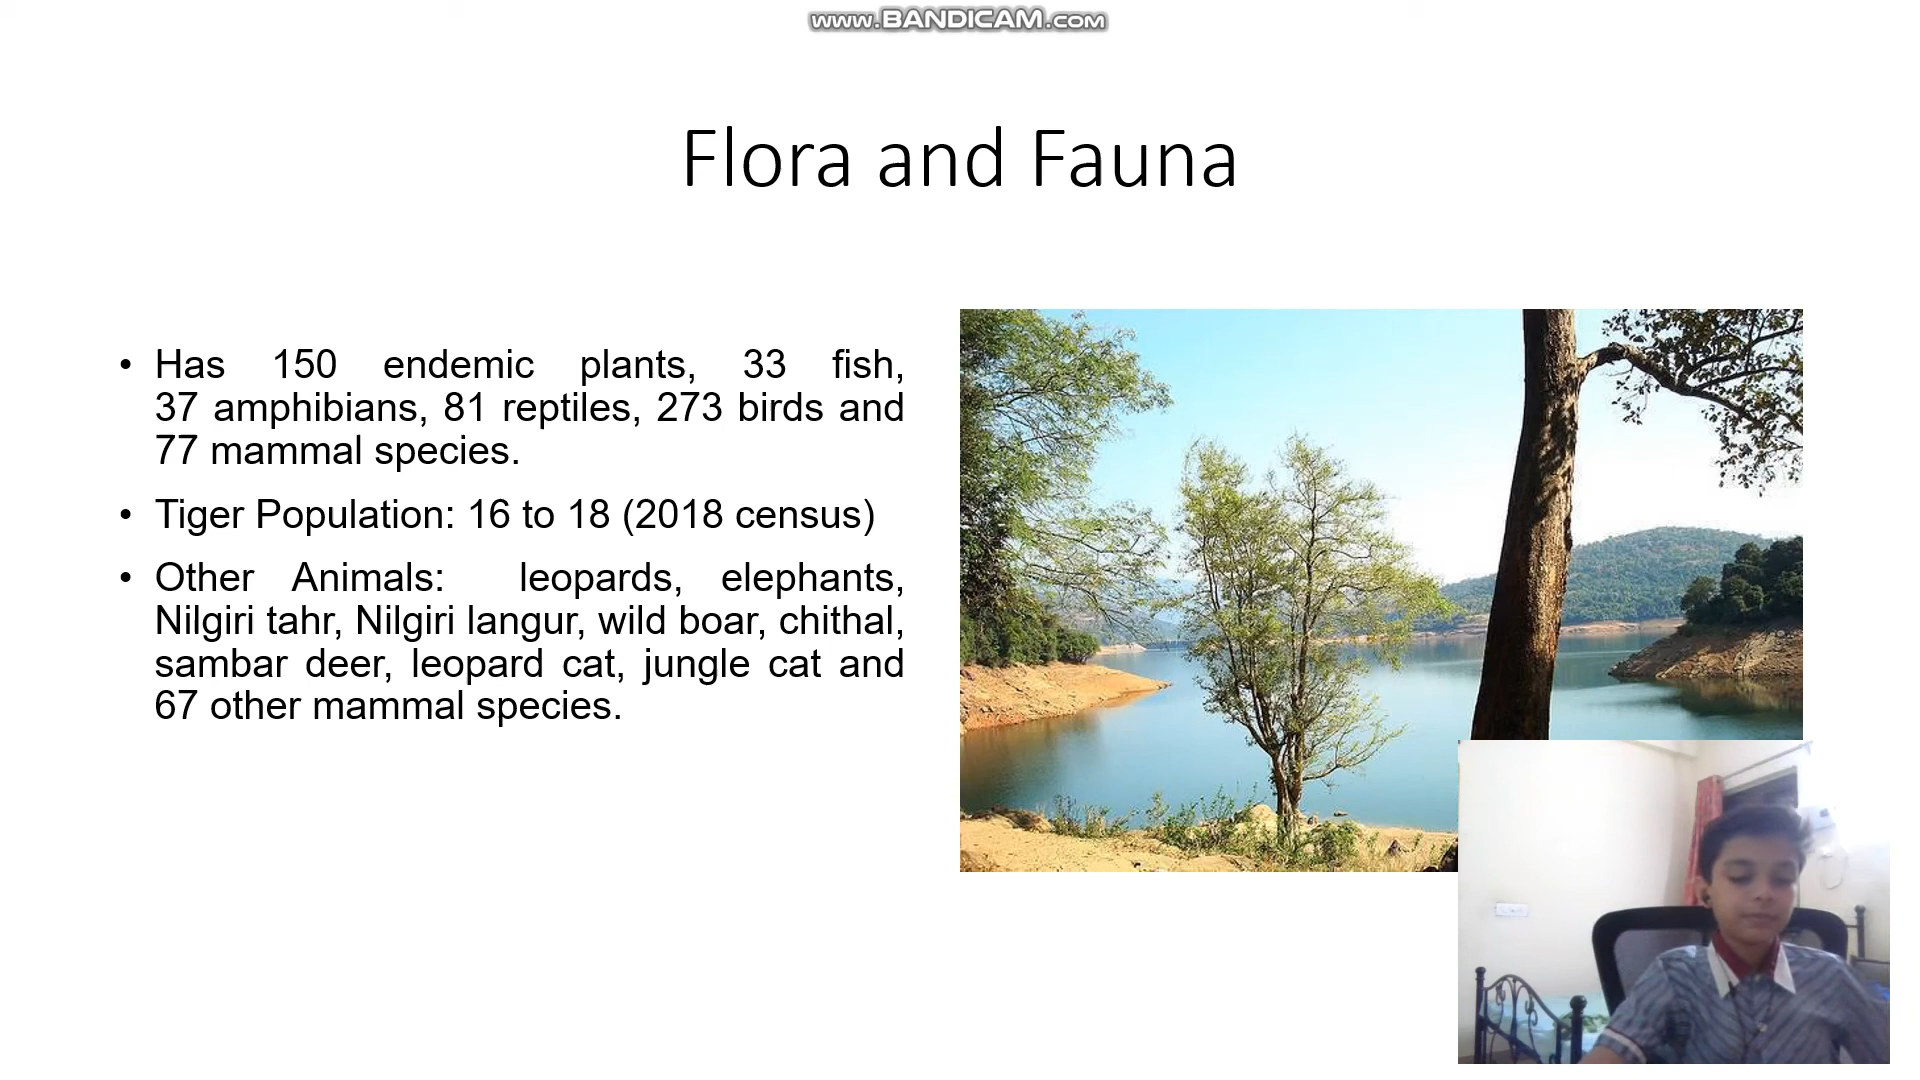 www.BANDICAM.com
Flora and Fauna
• Has 150 endemic plants, 33 fish,
37 amphibians, 81 reptiles, 273 birds and
77 mammal species.
• Tiger Population: 16 to 18 (2018 census)
• Other Animals: leopards, elephants,
Nilgiri tahr, Nilgiri langur, wild boar, chithal,
sambar deer, leopard cat, jungle cat and
67 other mammal species.